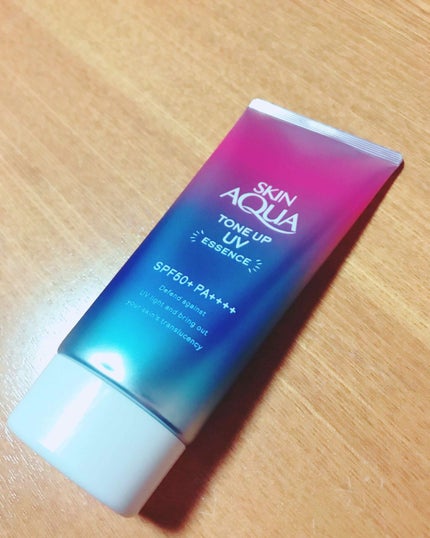 SKIN
AQUA
TONE UP
UV
ESSENCE
SPF50+ PA++++
Defend against
UV light and bring out
your skin's translucency